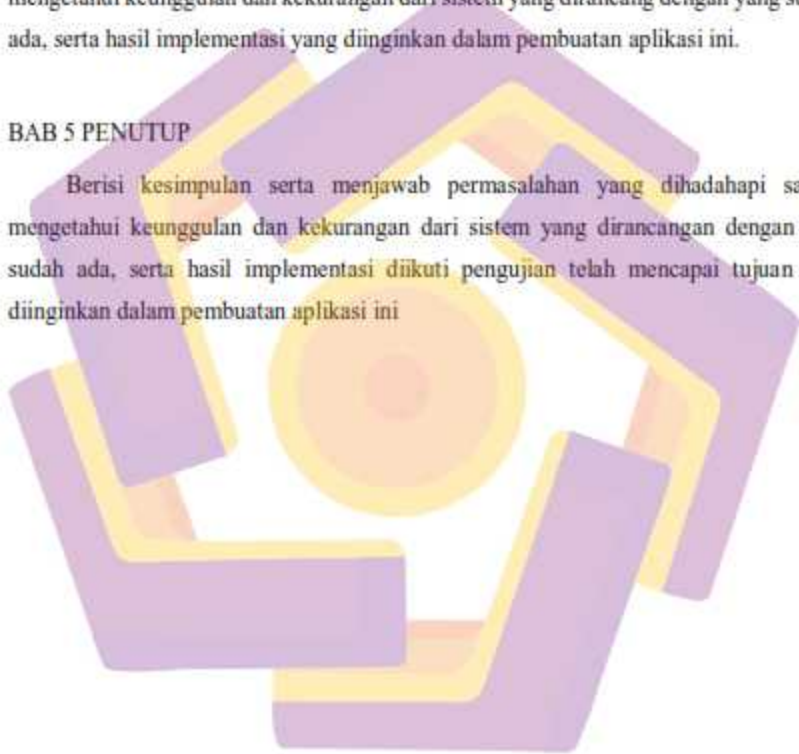 mengetahui keunggulan dan kekurangan dari sistem yang dirancang dengan yang
ada, serta hasil implementasi yang diinginkan dalam pembuatan aplikasi ini.
BAB 5 PENUTUP
Berisi kesimpulan serta menjawab permasalahan yang dihadahapi
mengetahui keunggulan dan kekurangan dari sistem yang dirancangan dengan
sudah ada, serta hasil implementasi diikuti pengujian telah mencapai tujuan
diinginkan dalam pembuatan aplikasi ini